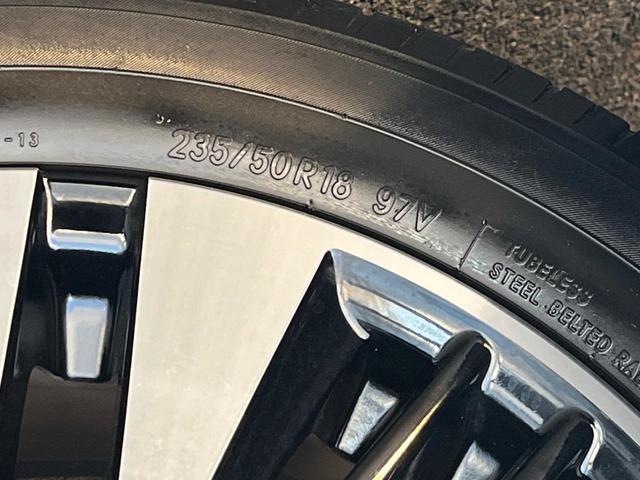 -13
235/50R18 97V
TUBELESS
STEEL BELTED